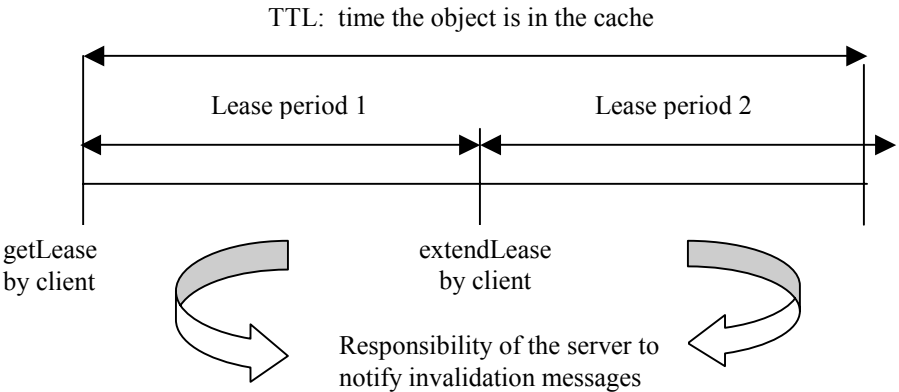 TTL: time the object is in the cache
Lease period 1
Lease period 2
getLease
by client
extendLease
by client
Responsibility of the server to
notify invalidation messages